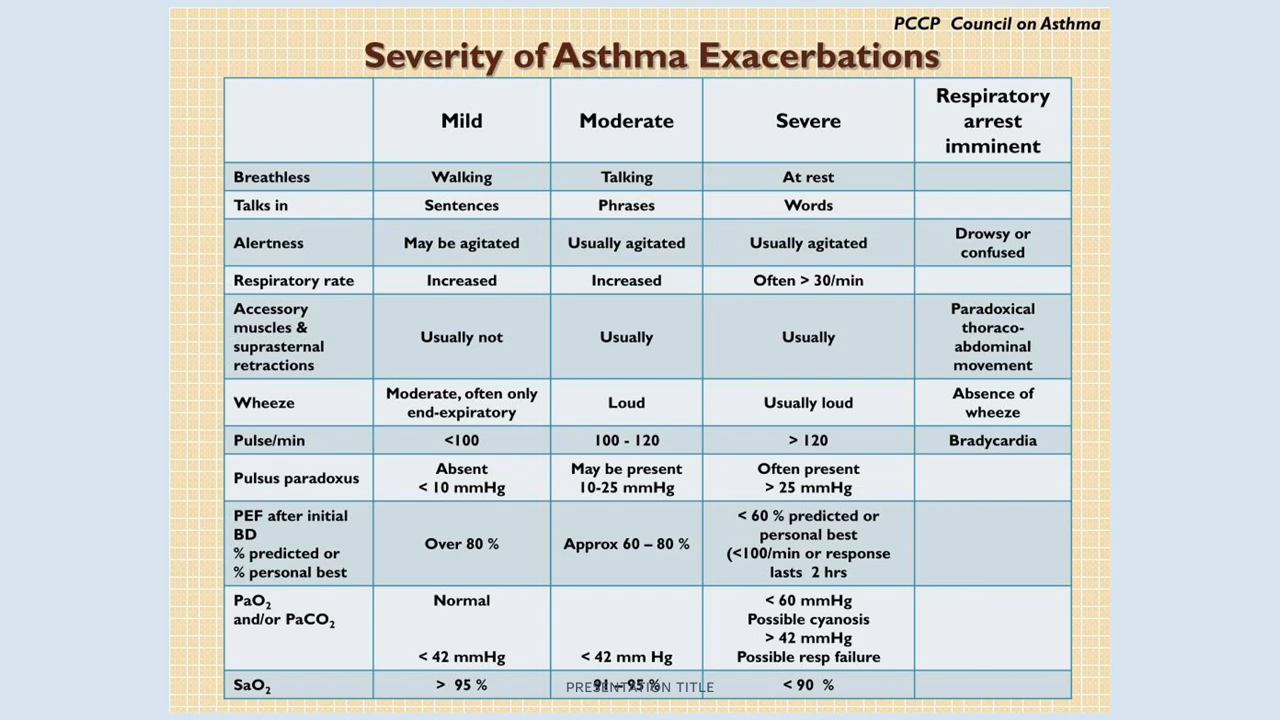 PCCP Council on Asthma
Severity of Asthma Exacerbations
Mild
Moderate
Severe
Respiratory
arrest
imminent
Breathless
Walking
Talking
At rest
Talks in
Sentences
Phrases
Words
Alertness
May be agitated
Usually agitated
Usually agitated
Drowsy or
confused
Respiratory rate
Increased
Increased
Often > 30/min
Accessory
muscles &
suprasternal
retractions
Usually not
Usually
Usually
Paradoxical
thoraco-
abdominal
movement
Wheeze
Moderate, often only
end-expiratory
Loud
Usually loud
Absence of
wheeze
Pulse/min
<100
100 - 120
> 120
Bradycardia
Pulsus paradoxus
Absent
< 10 mmHg
May be present
10-25 mmHg
Often present
> 25 mmHg
PEF after initial
BD
% predicted or
% personal best
Over 80 %
Approx 60 – 80 %
< 60 % predicted or
personal best
(<100/min or response
lasts 2 hrs
PaO₂
and/or PaCO₂
Normal
< 42 mmHg
< 42 mm Hg
< 60 mmHg
Possible cyanosis
> 42 mmHg
Possible resp failure
SaO₂
> 95 %
91 – 95 %
< 90 %
PRESENTATION TITLE